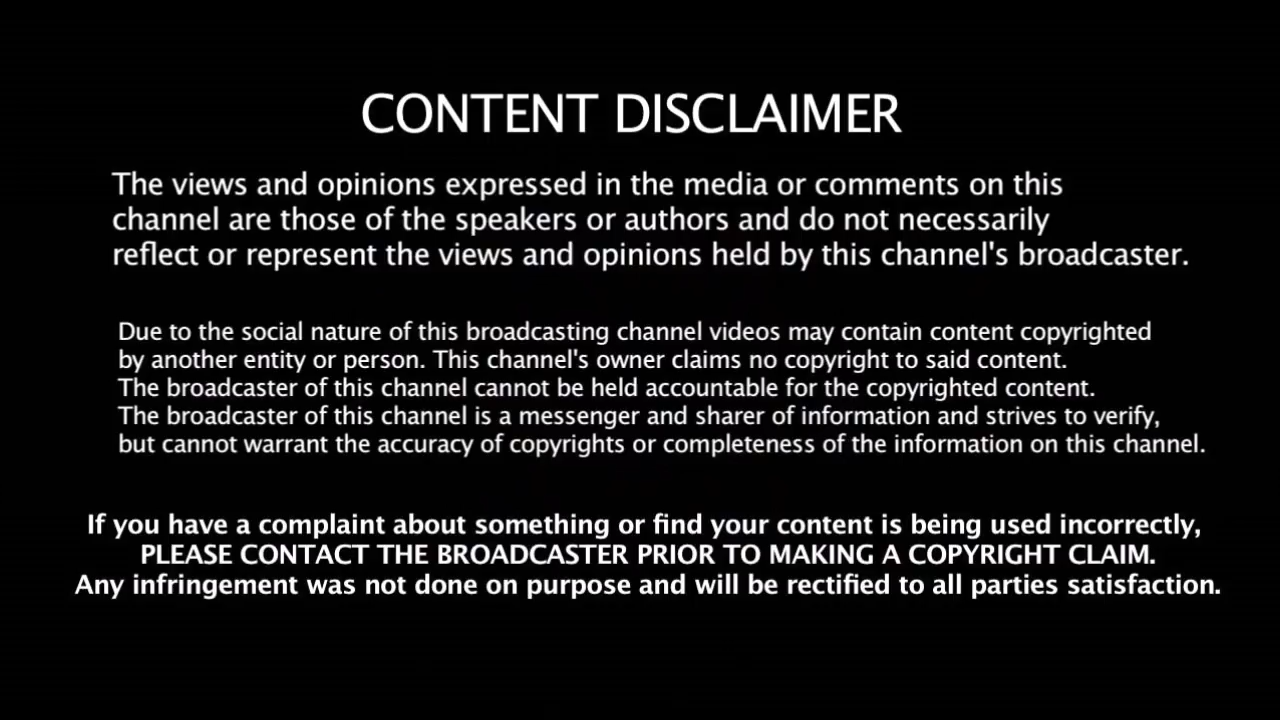 CONTENT DISCLAIMER
The views and opinions expressed in the media or comments on this
channel are those of the speakers or authors and do not necessarily
reflect or represent the views and opinions held by this channel's broadcaster.
Due to the social nature of this broadcasting channel videos may contain content copyrighted
by another entity or person. This channel's owner claims no copyright to said content.
The broadcaster of this channel cannot be held accountable for the copyrighted content.
The broadcaster of this channel is a messenger and sharer of information and strives to verify,
but cannot warrant the accuracy of copyrights or completeness of the information on this channel.
If you have a complaint about something or find your content is being used incorrectly,
PLEASE CONTACT THE BROADCASTER PRIOR TO MAKING A COPYRIGHT CLAIM.
Any infringement was not done on purpose and will be rectified to all parties satisfaction.